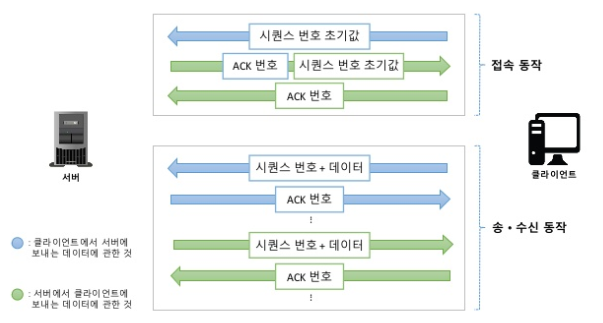 시퀀스 번호 초기값
ACK 번호
시퀀스 번호 초기값
ACK 번호
접속 동작
서버
클라이언트
시퀀스 번호 + 데이터
ACK 번호
⋮
시퀀스 번호 + 데이터
ACK 번호
⋮
송 • 수신 동작
: 클라이언트에서 서버에
보내는 데이터에 관한 것
: 서버에서 클라이언트에
보내는 데이터에 관한 것